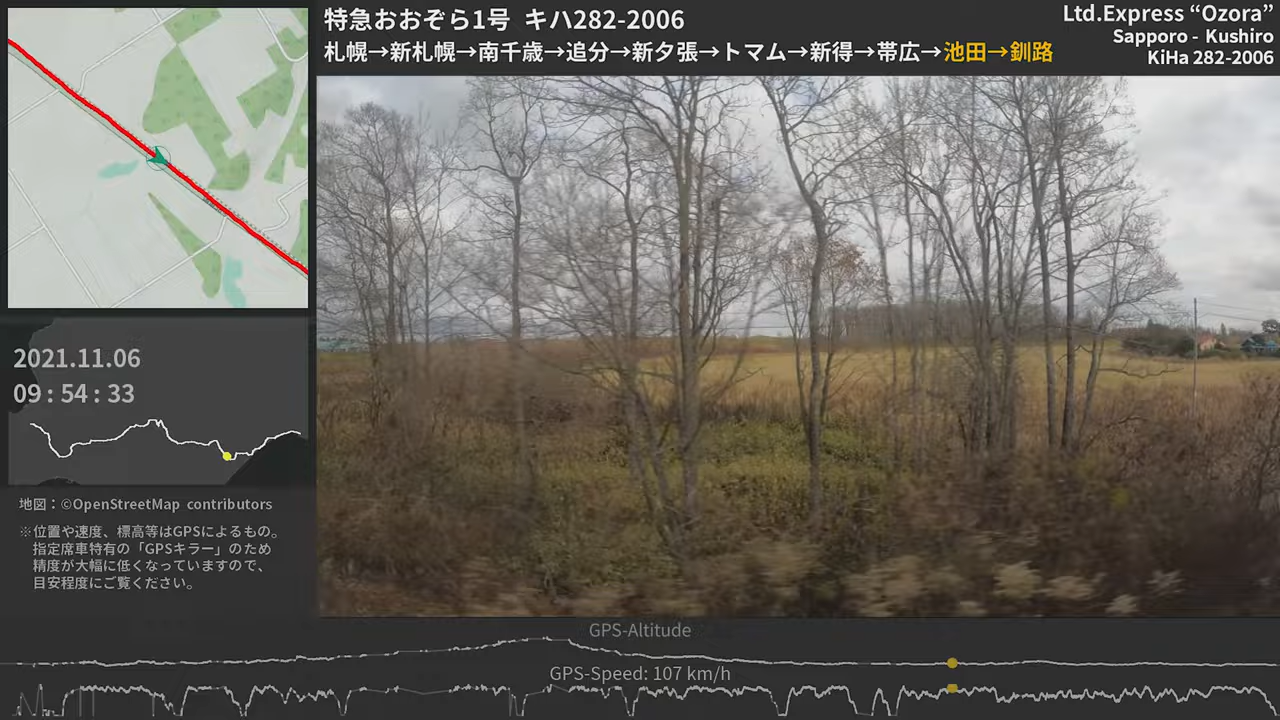 特急おおぞら1号 キハ282-2006
札幌→新札幌→南千歳→追分→新夕張→トマム→新得→帯広→池田→釧路
Ltd.Express “Ozora”
Sapporo - Kushiro
KiHa 282-2006
2021.11.06
09:54:33
地図：©OpenStreetMap contributors
※位置や速度、標高等はGPSによるもの。
指定席車特有の「GPSキラー」のため
精度が大幅に低くなっていますので、
目安程度にご覧ください。
GPS-Altitude
GPS-Speed: 107 km/h